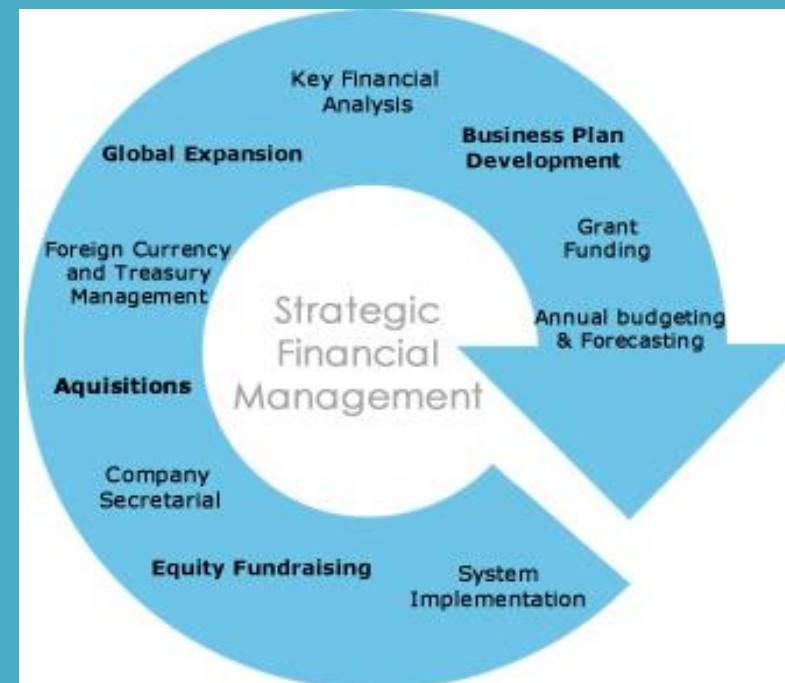 Key Financial
Analysis
Business Plan
Development
Global Expansion
Grant
Funding
Foreign Currency
and Treasury
Management
Strategic
Financial
Management
Annual budgeting
& Forecasting
Aquisitions
Company
Secretarial
Equity Fundraising
System
Implementation